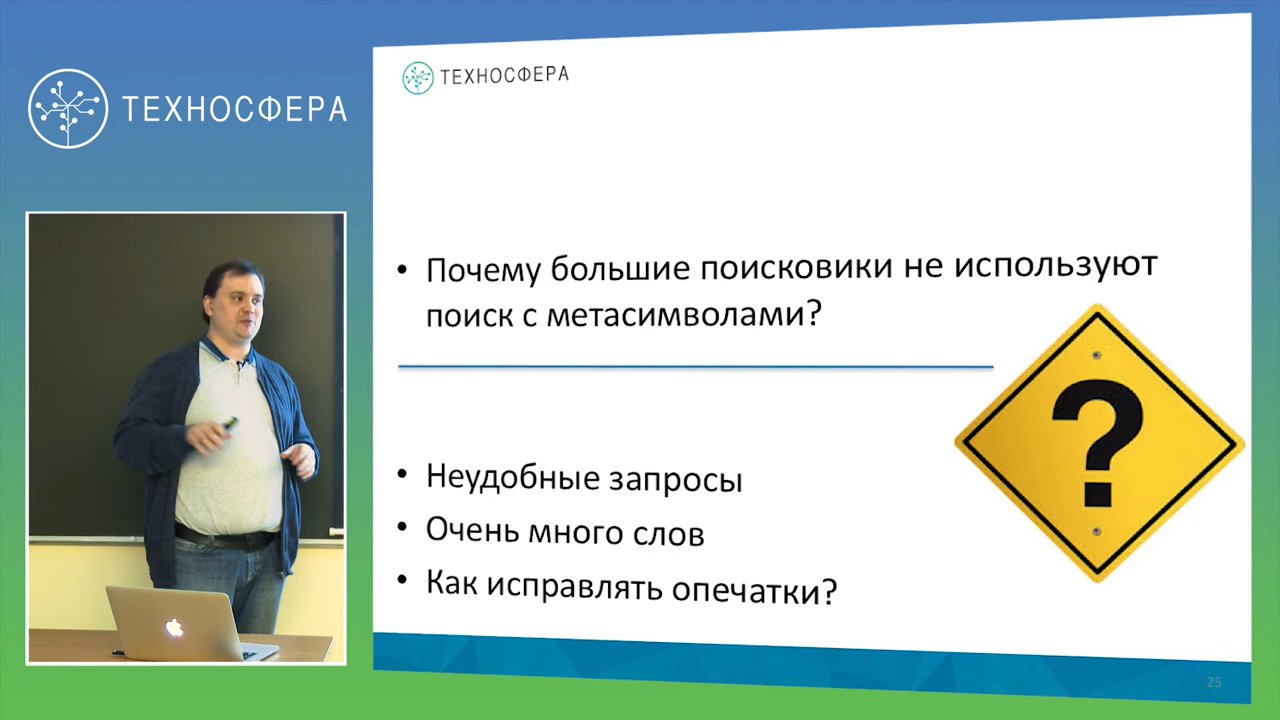 ТЕХНОСФЕРА
ТЕХНОСФЕРА
• Почему большие поисковики не используют
поиск с метасимволами?
?
• Неудобные запросы
• Очень много слов
• Как исправлять опечатки?
25